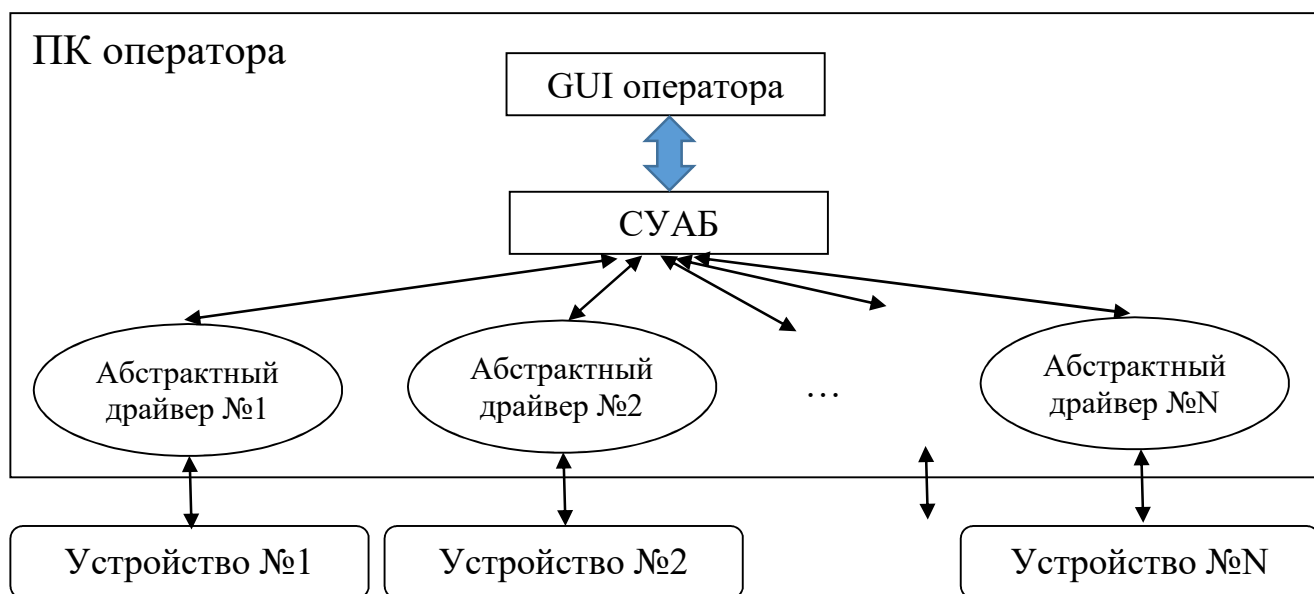 ПК оператора
GUI оператора
СУАБ
Абстрактный
драйвер №1
Абстрактный
драйвер №2
…
Абстрактный
драйвер №N
Устройство №1
Устройство №2
Устройство №N